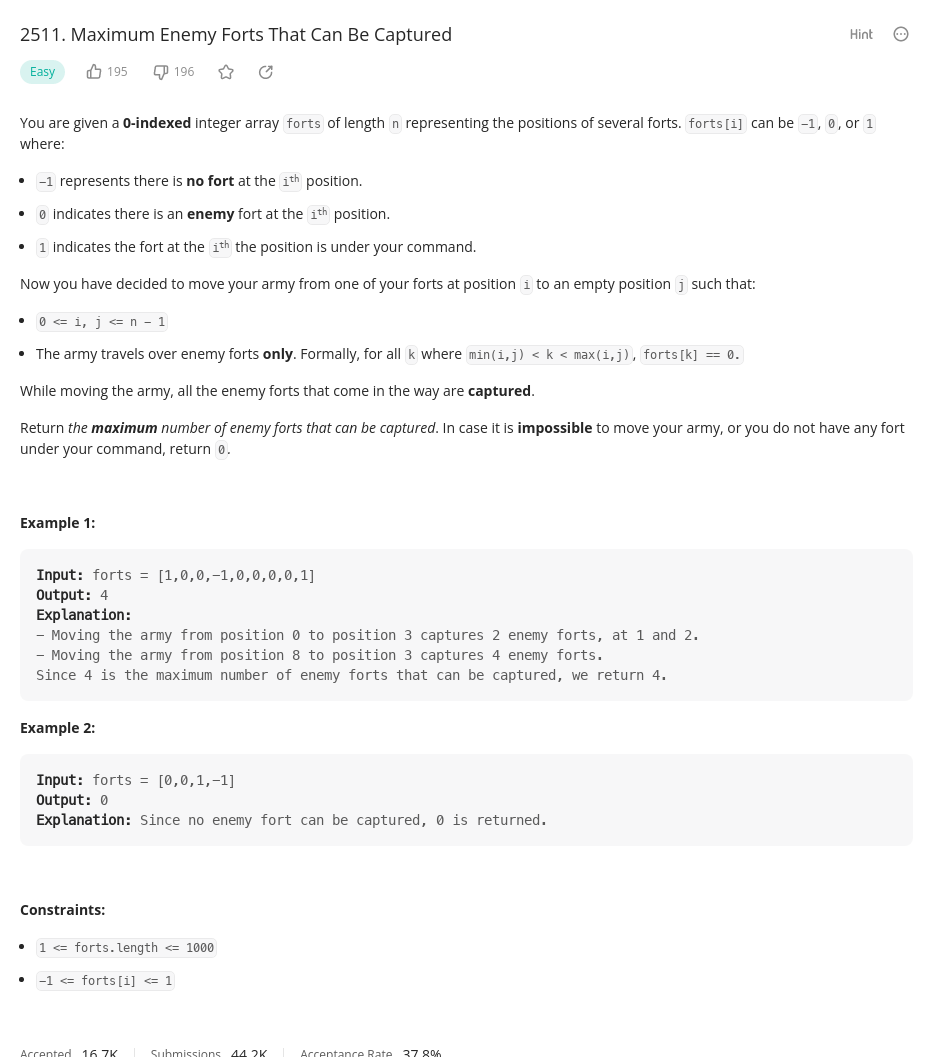 2511. Maximum Enemy Forts That Can Be Captured
Hint
Easy 195 196
You are given a 0-indexed integer array forts of length n representing the positions of several forts. forts[i] can be -1, 0, or 1
where:
• -1 represents there is no fort at the ith position.
• 0 indicates there is an enemy fort at the ith position.
• 1 indicates the fort at the ith the position is under your command.
Now you have decided to move your army from one of your forts at position i to an empty position j such that:
• 0 <= i, j <= n - 1
• The army travels over enemy forts only. Formally, for all k where min(i,j) < k < max(i,j), forts[k] == 0.
While moving the army, all the enemy forts that come in the way are captured.
Return the maximum number of enemy forts that can be captured. In case it is impossible to move your army, or you do not have any fort
under your command, return 0.
Example 1:
Input: forts = [1,0,0,-1,0,0,0,0,1]
Output: 4
Explanation:
- Moving the army from position 0 to position 3 captures 2 enemy forts, at 1 and 2.
- Moving the army from position 8 to position 3 captures 4 enemy forts.
Since 4 is the maximum number of enemy forts that can be captured, we return 4.
Example 2:
Input: forts = [0,0,1,-1]
Output: 0
Explanation: Since no enemy fort can be captured, 0 is returned.
Constraints:
• 1 <= forts.length <= 1000
• -1 <= forts[i] <= 1
Accepted 16.7K Submissions 44.2K Acceptance Rate 37.8%